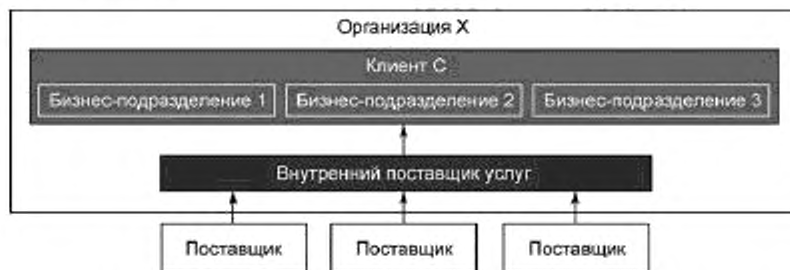 Организация X
Клиент C
Бизнес-подразделение 1 Бизнес-подразделение 2 Бизнес-подразделение 3
Внутренний поставщик услуг
Поставщик Поставщик Поставщик